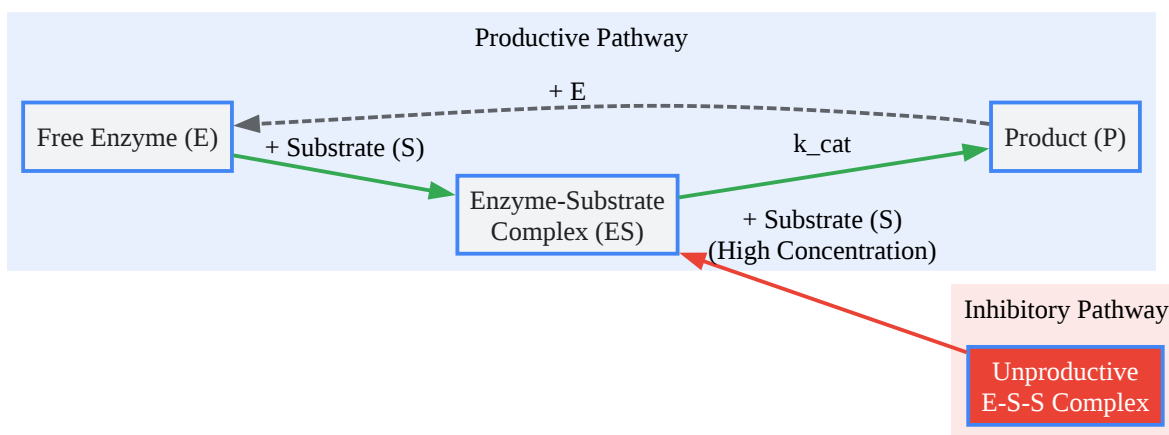 Productive Pathway
+ E
Free Enzyme (E)
+ Substrate (S)
k_cat
Product (P)
Enzyme-Substrate
Complex (ES)
+ Substrate (S)
(High Concentration)
Inhibitory Pathway
Unproductive
E-S-S Complex